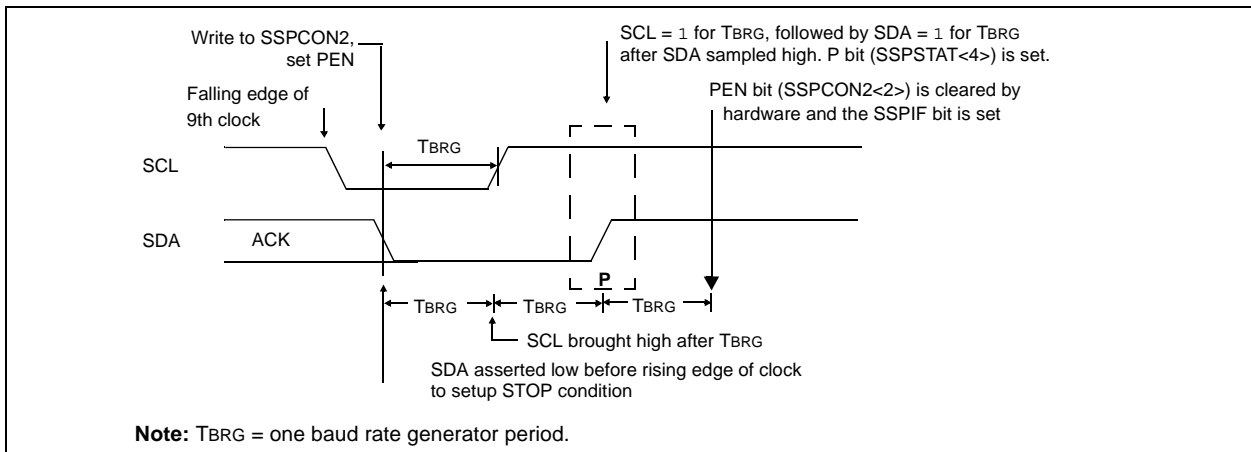 Write to SSPCON2,
set PEN
SCL = 1 for TBRG, followed by SDA = 1 for TBRG
after SDA sampled high. P bit (SSPSTAT<4>) is set.
Falling edge of
9th clock
PEN bit (SSPCON2<2>) is cleared by
hardware and the SSPIF bit is set
TBRG
SCL
SDA
ACK
P
TBRG
TBRG
TBRG
SCL brought high after TBRG
SDA asserted low before rising edge of clock
to setup STOP condition
Note: TBRG = one baud rate generator period.